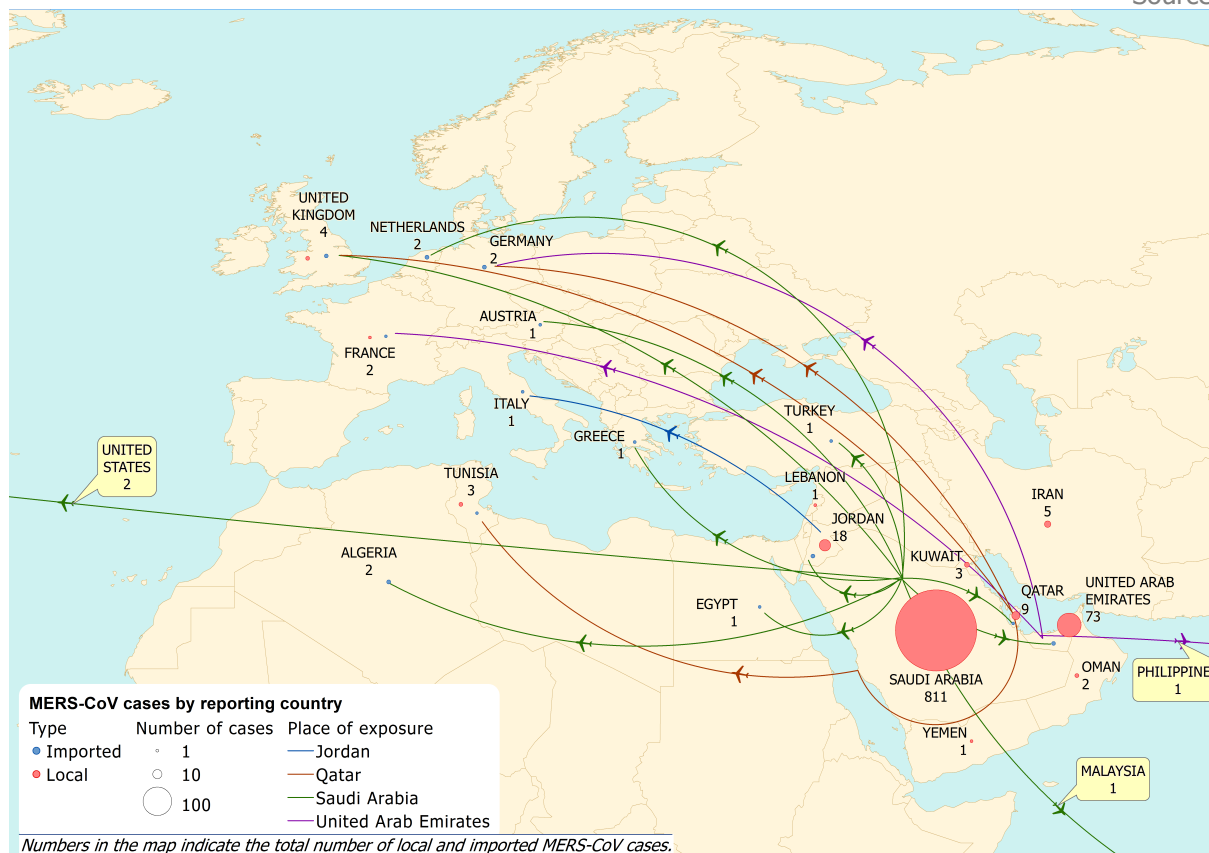 Source
UNITED
KINGDOM
4
NETHERLANDS
2
GERMANY
2
AUSTRIA
1
FRANCE
2
ITALY
1
GREECE
1
TURKEY
1
UNITED
STATES
2
TUNISIA
3
LEBANON
1
JORDAN
18
IRAN
5
ALGERIA
2
KUWAIT
3
EGYPT
1
QATAR
9
UNITED ARAB
EMIRATES
73
SAUDI ARABIA
811
OMAN
2
PHILIPPINE
1
YEMEN
1
MALAYSIA
1
MERS-CoV cases by reporting country
Type
Imported
Local
Number of cases
1
10
100
Place of exposure
Jordan
Qatar
Saudi Arabia
United Arab Emirates
Numbers in the map indicate the total number of local and imported MERS-CoV cases.